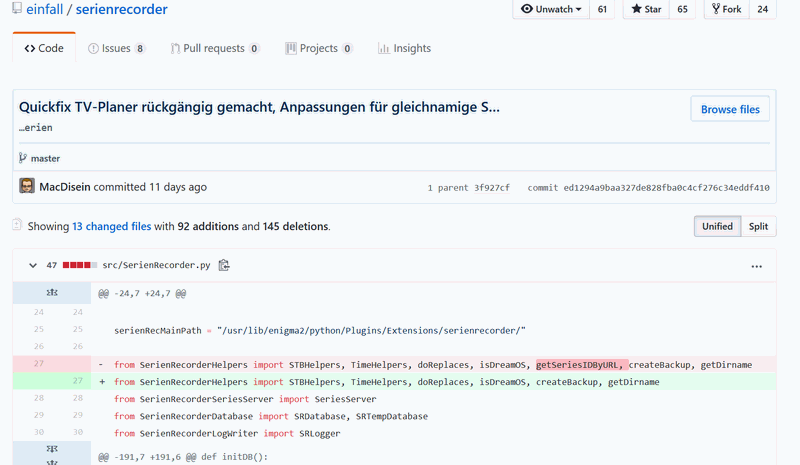 einfall / serienrecorder
Unwatch 61 Star 65 Fork 24
Code Issues 8 Pull requests 0 Projects 0 Insights
Quickfix TV-Planer rückgängig gemacht, Anpassungen für gleichnamige S...
Browse files
…erien
master
MacDisein committed 11 days ago 1 parent 3f927cf commit ed1294a9baa327de828fba0c4cf276c34eddf410
Showing 13 changed files with 92 additions and 145 deletions.
Unified Split
47 src/SerienRecorder.py ...
@@ -24,7 +24,7 @@
24 24
25 25 serienRecMainPath = "/usr/lib/enigma2/python/Plugins/Extensions/serienrecorder/"
26 26
27 - from SerienRecorderHelpers import STBHelpers, TimeHelpers, doReplaces, isDreamOS, getSeriesIDByURL, createBackup, getDirname
27 + from SerienRecorderHelpers import STBHelpers, TimeHelpers, doReplaces, isDreamOS, createBackup, getDirname
28 28 from SerienRecorderSeriesServer import SeriesServer
29 29 from SerienRecorderDatabase import SRDatabase, SRTempDatabase
30 30 from SerienRecorderLogWriter import SRLogger
@@ -191,7 +191,6 @@ def initDB():